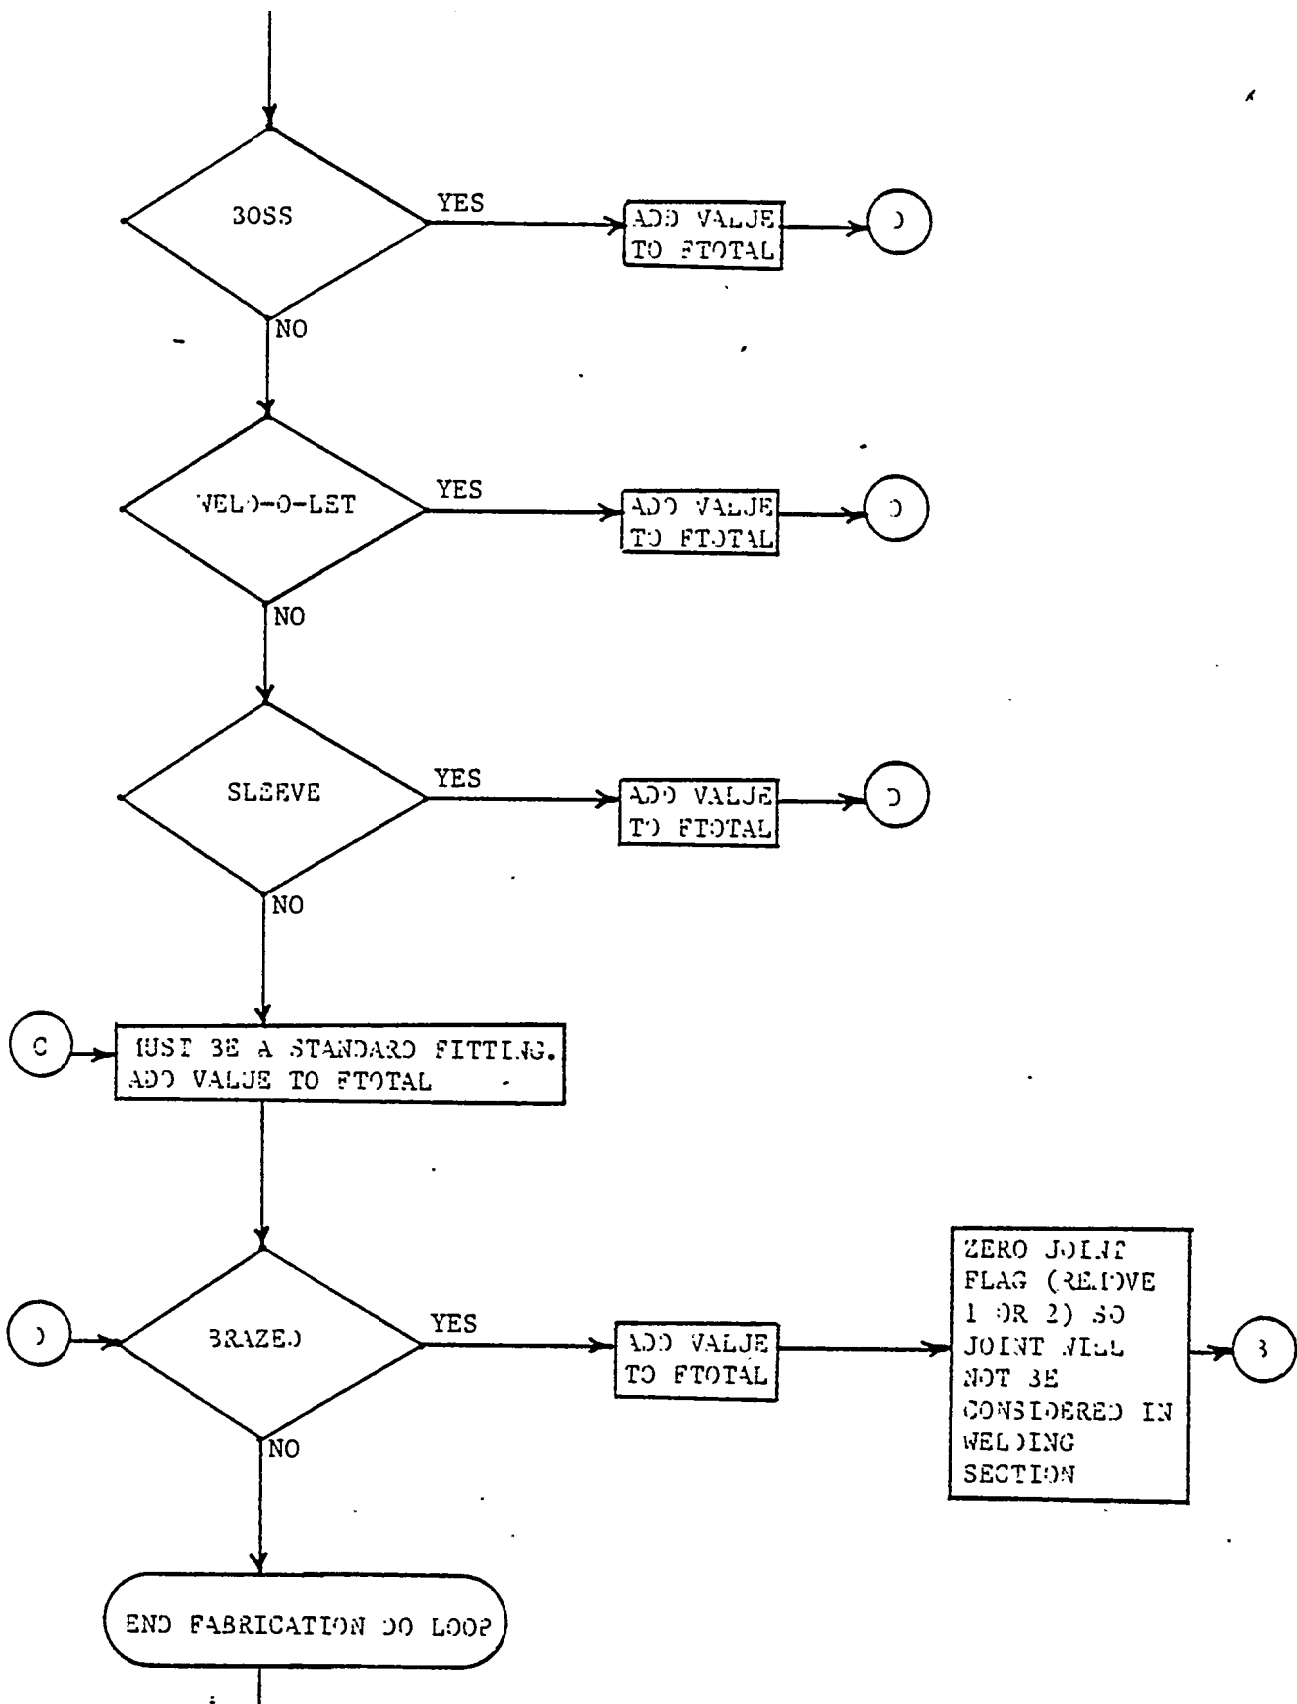 BOSS
YES
ADD VALUE
TO FTOTAL
D
NO
WELD-O-LET
YES
ADD VALUE
TO FTOTAL
D
NO
SLEEVE
YES
ADD VALUE
TO FTOTAL
D
NO
C
MUST BE A STANDARD FITTING.
ADD VALUE TO FTOTAL
D
BRAZED
YES
ADD VALUE
TO FTOTAL
ZERO JOINT
FLAG (REMOVE
1 OR 2) SO
JOINT WILL
NOT BE
CONSIDERED IN
WELDING
SECTION
B
NO
END FABRICATION DO LOOP